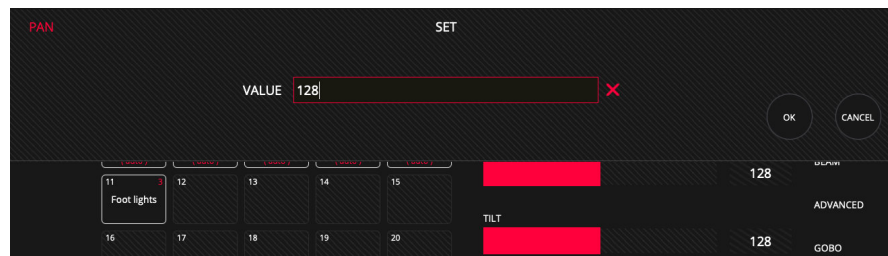 PAN
SET
VALUE 128
OK
CANCEL
BEAM
128
11 3 12 13 14 15
Foot lights
ADVANCED
TILT
16 17 18 19 20
128
GOBO